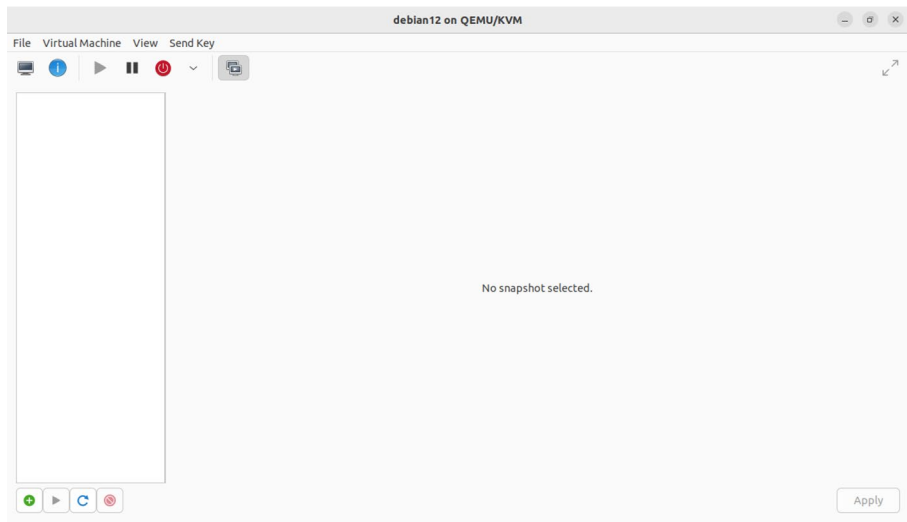 debian12 on QEMU/KVM
File Virtual Machine View Send Key
No snapshot selected.
Apply